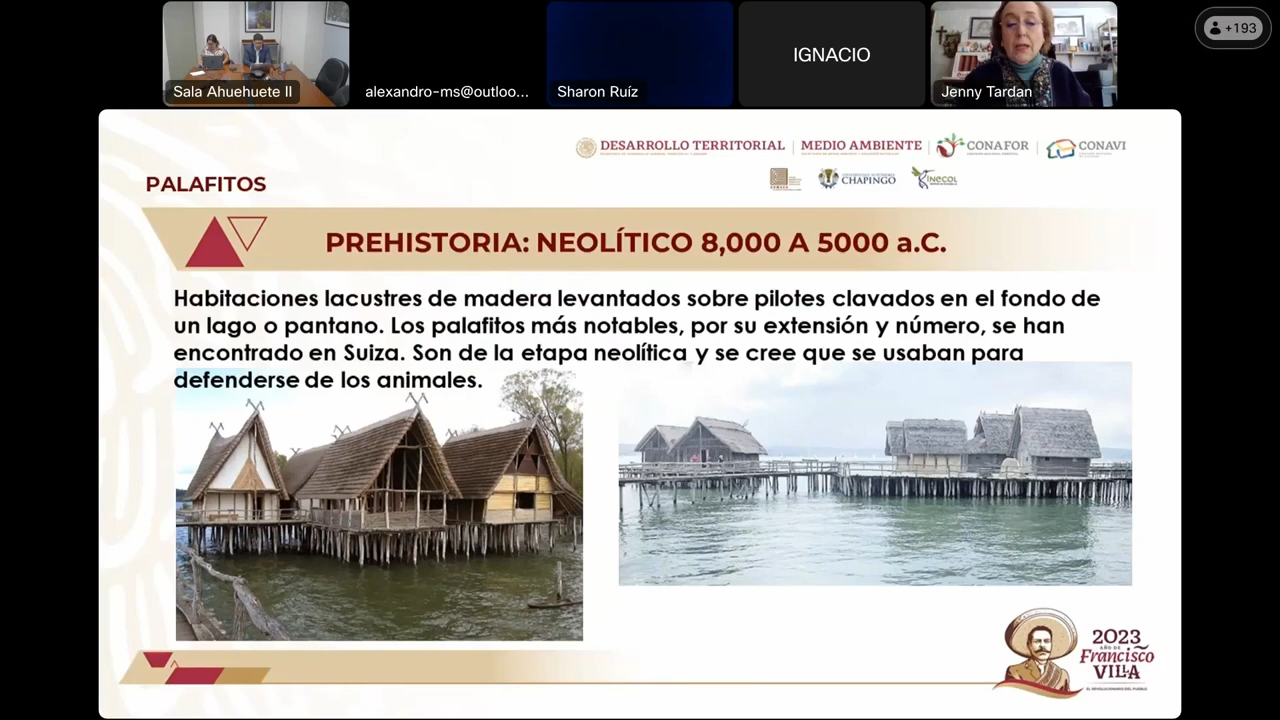 Sala Ahuehuete II
alexandro-ms@outloo...
Sharon Ruíz
IGNACIO
Jenny Tardan
+193
DESARROLLO TERRITORIAL
MEDIO AMBIENTE
CONAFOR
CONAVI
CHAPINGO
INECOL
PALAFITOS
PREHISTORIA: NEOLÍTICO 8,000 A 5000 a.C.
Habitaciones lacustres de madera levantados sobre pilotes clavados en el fondo de
un lago o pantano. Los palafitos más notables, por su extensión y número, se han
encontrado en Suiza. Son de la etapa neolítica y se cree que se usaban para
defenderse de los animales.
2023
AÑO DE
Francisco
VILLA
EL REVOLUCIONARIO DEL PUEBLO